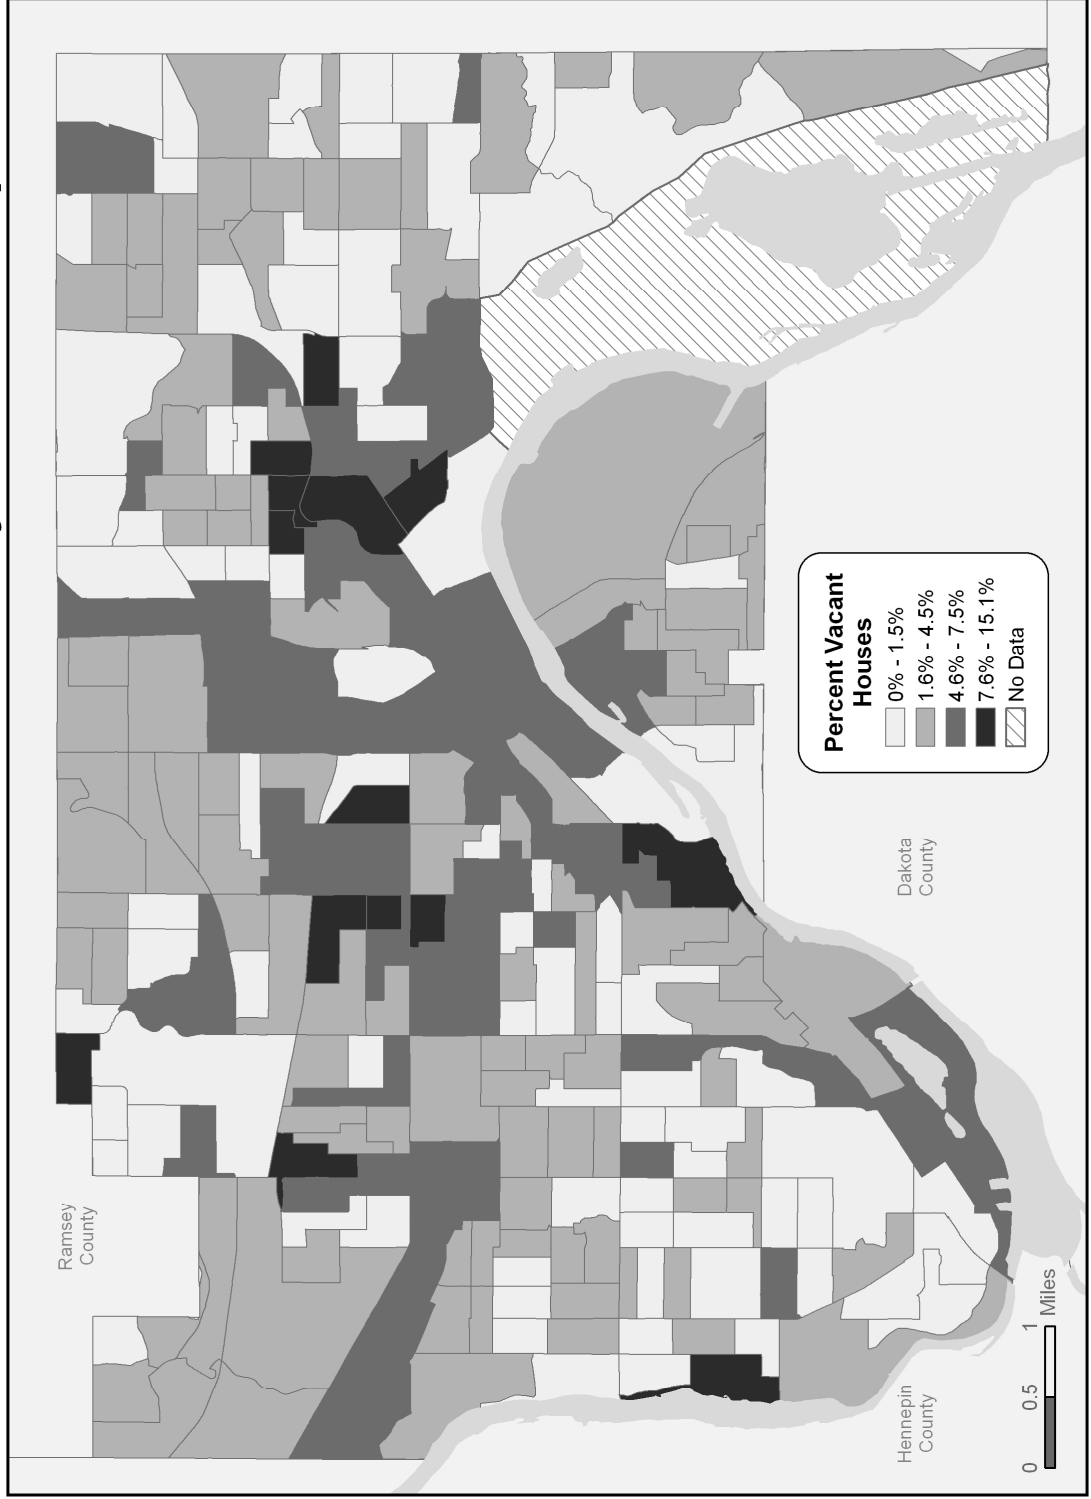 Ramsey
County
Percent Vacant
Houses
0% - 1.5%
1.6% - 4.5%
4.6% - 7.5%
7.6% - 15.1%
No Data
Dakota
County
Hennepin
County
0 0.5 1
Miles